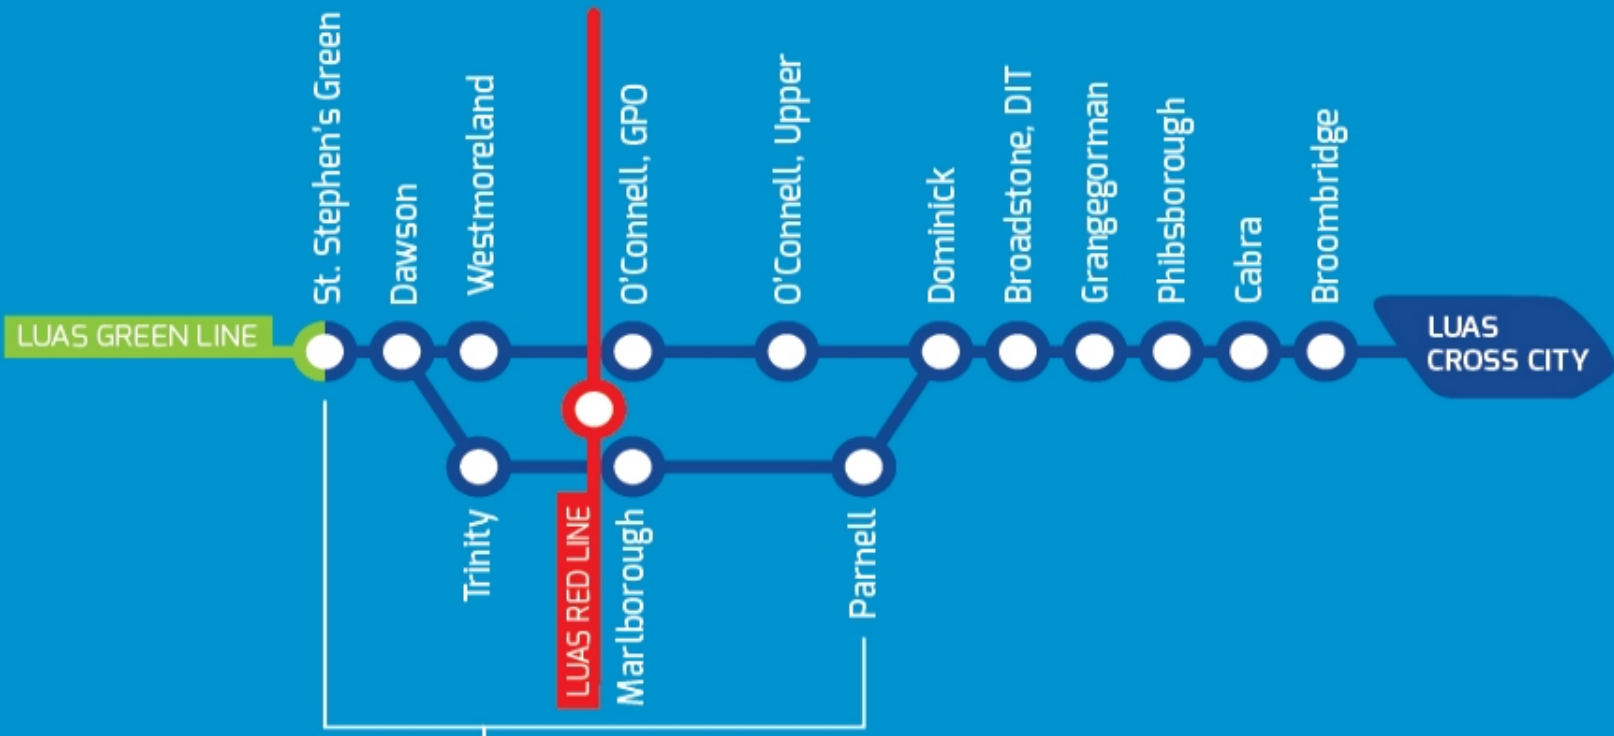 LUAS GREEN LINE
St. Stephen's Green
Dawson
Westmoreland
O'Connell, GPO
O'Connell, Upper
Dominick
Broadstone, DIT
Grangegorman
Phibsborough
Cabra
Broombridge
LUAS
CROSS CITY
Trinity
LUAS RED LINE
Marlborough
Parnell